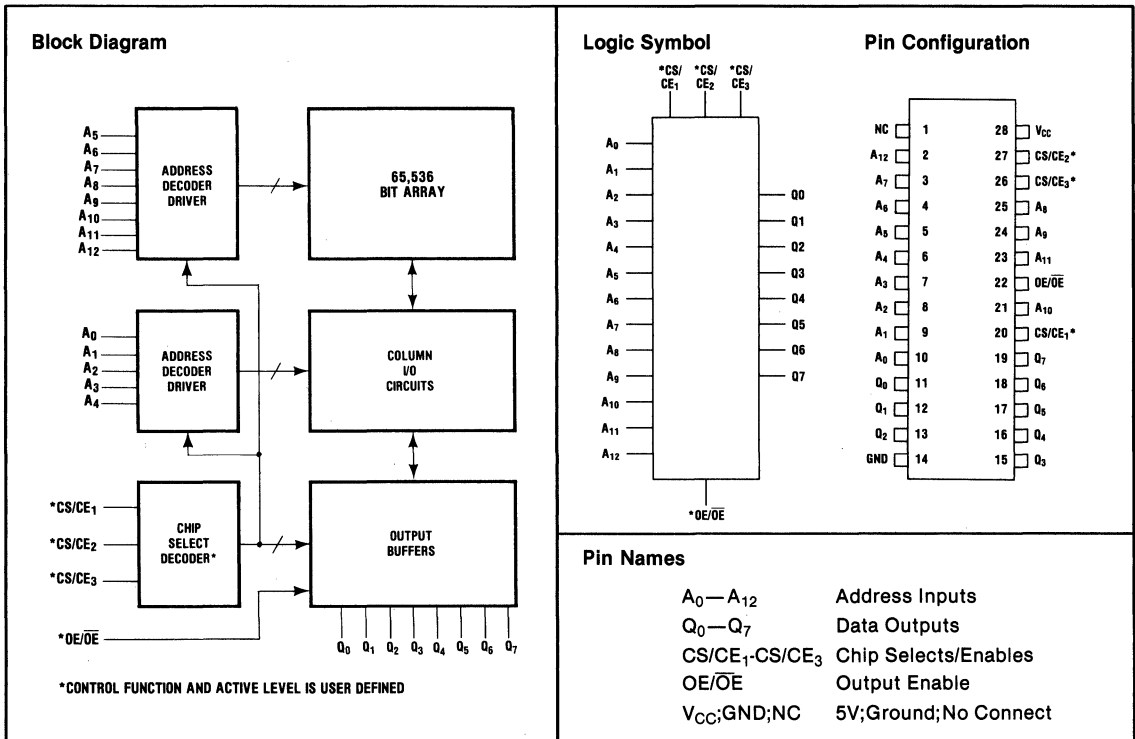 Block Diagram
A5
A6
A7
A8
A9
A10
A11
A12
ADDRESS
DECODER
DRIVER
65,536
BIT ARRAY
A0
A1
A2
A3
A4
ADDRESS
DECODER
DRIVER
COLUMN
I/O
CIRCUITS
*CS/CE1
*CS/CE2
*CS/CE3
CHIP
SELECT
DECODER*
OUTPUT
BUFFERS
*OE/O̅E̅
Q0 Q1 Q2 Q3 Q4 Q5 Q6 Q7
*CONTROL FUNCTION AND ACTIVE LEVEL IS USER DEFINED
Logic Symbol
*CS/ *CS/ *CS/
CE1 CE2 CE3
A0
A1
A2
A3
A4
A5
A6
A7
A8
A9
A10
A11
A12
Q0
Q1
Q2
Q3
Q4
Q5
Q6
Q7
*OE/O̅E̅
Pin Configuration
NC 1 28 VCC
A12 2 27 CS/CE2*
A7 3 26 CS/CE3*
A6 4 25 A8
A5 5 24 A9
A4 6 23 A11
A3 7 22 OE/O̅E̅
A2 8 21 A10
A1 9 20 CS/CE1*
A0 10 19 Q7
Q0 11 18 Q6
Q1 12 17 Q5
Q2 13 16 Q4
GND 14 15 Q3
Pin Names
A0—A12 Address Inputs
Q0—Q7 Data Outputs
CS/CE1-CS/CE3 Chip Selects/Enables
OE/O̅E̅ Output Enable
VCC;GND;NC 5V;Ground;No Connect